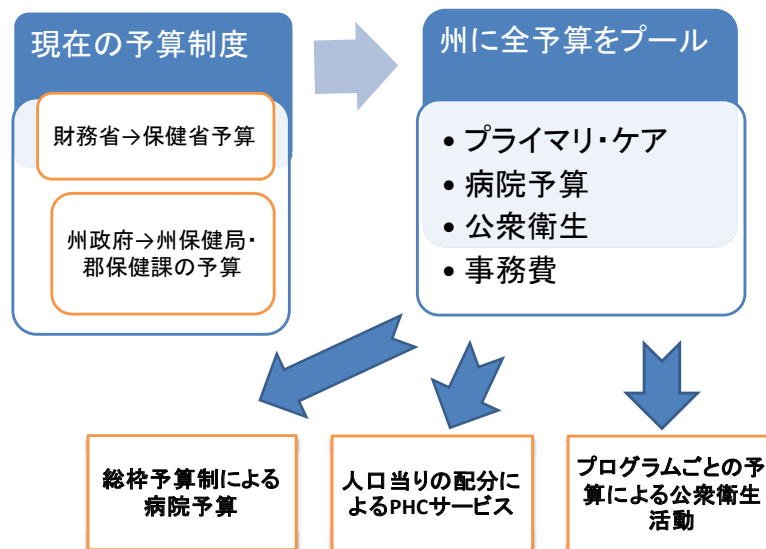 現在の予算制度
財務省→保健省予算
州政府→州保健局・
郡保健課の予算
州に全予算をプール
• プライマリ・ケア
• 病院予算
• 公衆衛生
• 事務費
総枠予算制による
病院予算
人口当りの配分に
よるPHCサービス
プログラムごとの予
算による公衆衛生
活動